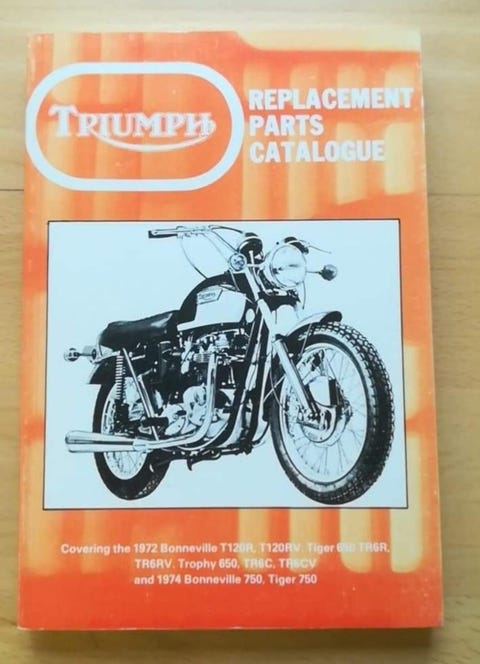 TRIUMPH
REPLACEMENT
PARTS
CATALOGUE
TRIUMPH
Covering the 1972 Bonneville T120R, T120RV. Tiger 650 TR6R,
TR6RV. Trophy 650, TR6C, TR6CV
and 1974 Bonneville 750, Tiger 750